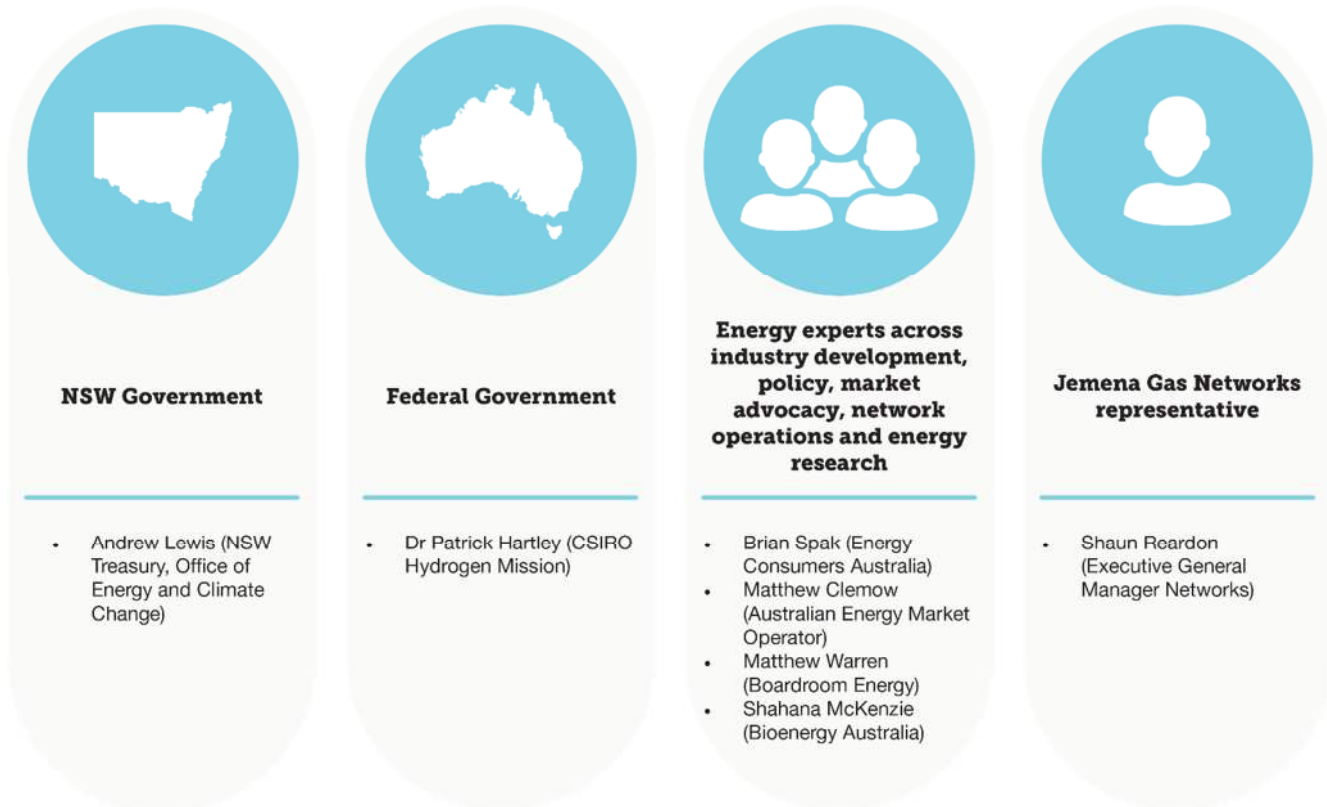 NSW Government
• Andrew Lewis (NSW
Treasury, Office of
Energy and Climate
Change)
Federal Government
• Dr Patrick Hartley (CSIRO
Hydrogen Mission)
Energy experts across
industry development,
policy, market
advocacy, network
operations and energy
research
• Brian Spak (Energy
Consumers Australia)
• Matthew Clemow
(Australian Energy Market
Operator)
• Matthew Warren
(Boardroom Energy)
• Shahana McKenzie
(Bioenergy Australia)
Jemena Gas Networks
representative
• Shaun Reardon
(Executive General
Manager Networks)